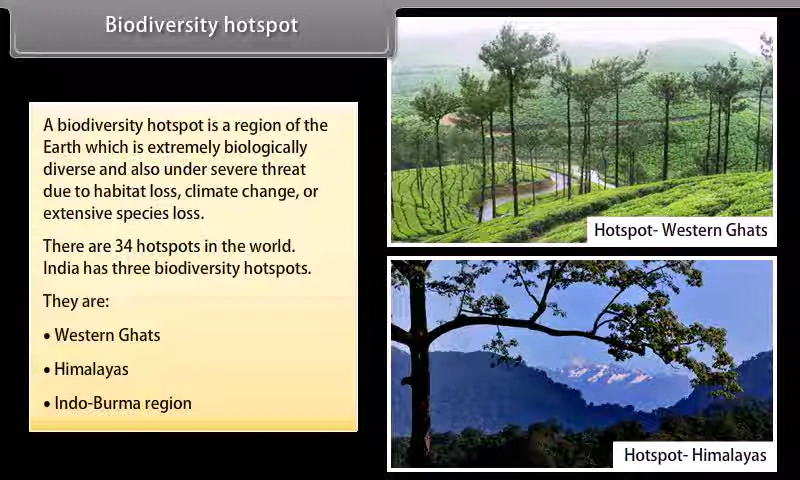 Biodiversity hotspot
A biodiversity hotspot is a region of the
Earth which is extremely biologically
diverse and also under severe threat
due to habitat loss, climate change, or
extensive species loss.
There are 34 hotspots in the world.
India has three biodiversity hotspots.
They are:
• Western Ghats
• Himalayas
• Indo-Burma region
Hotspot- Western Ghats
Hotspot- Himalayas